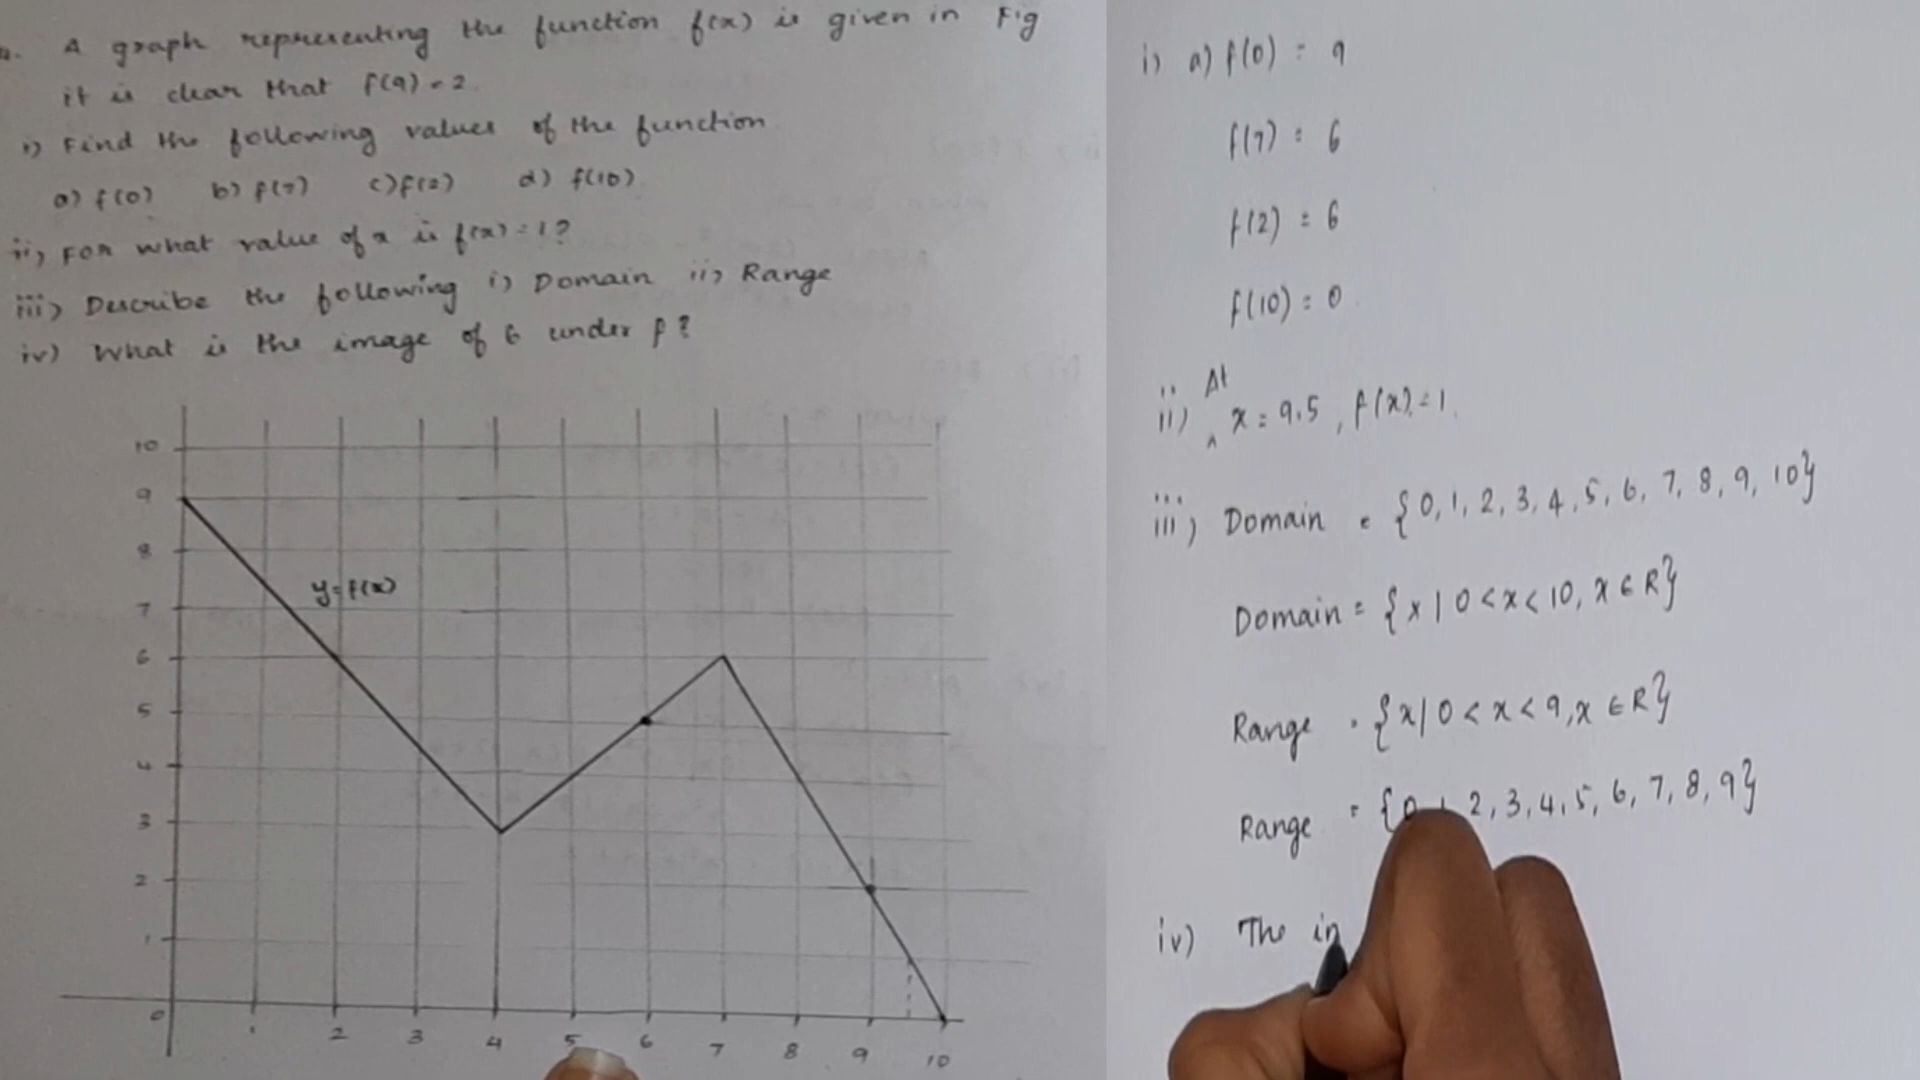 4. A graph representing the function f(x) is given in Fig
it is clear that f(9) = 2.
i) Find the following values of the function
a) f(0) b) f(7) c) f(2) d) f(10)
ii) For what value of x is f(x) = 1?
iii) Describe the following i) Domain ii) Range
iv) What is the image of 6 under f?
10
9
8
y=f(x)
7
6
5
4
3
2
1
0 1 2 3 4 5 6 7 8 9 10
i) a) f(0) = 9
f(7) = 6
f(2) = 6
f(10) = 0
ii) At x = 9.5, f(x) = 1.
iii) Domain = {0, 1, 2, 3, 4, 5, 6, 7, 8, 9, 10}
Domain = {x | 0 < x < 10, x ∈ R}
Range = {x | 0 < x < 9, x ∈ R}
Range = {0, 1, 2, 3, 4, 5, 6, 7, 8, 9}
iv) The im